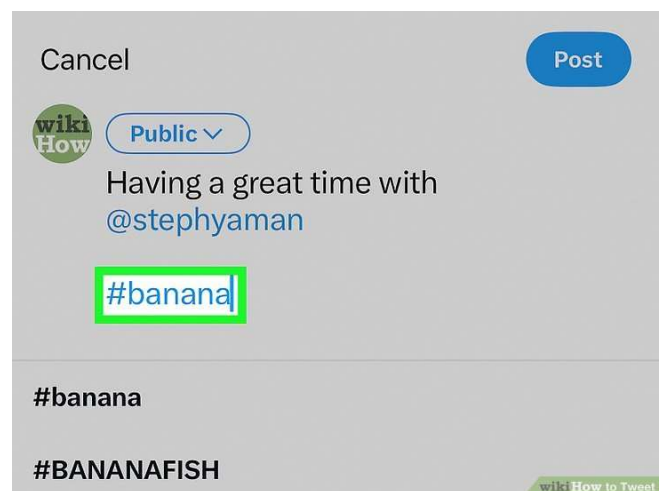 Cancel
Post
wiki
How
Public
Having a great time with
@stephyaman
#banana
#banana
#BANANAFISH
wikiHow to Tweet